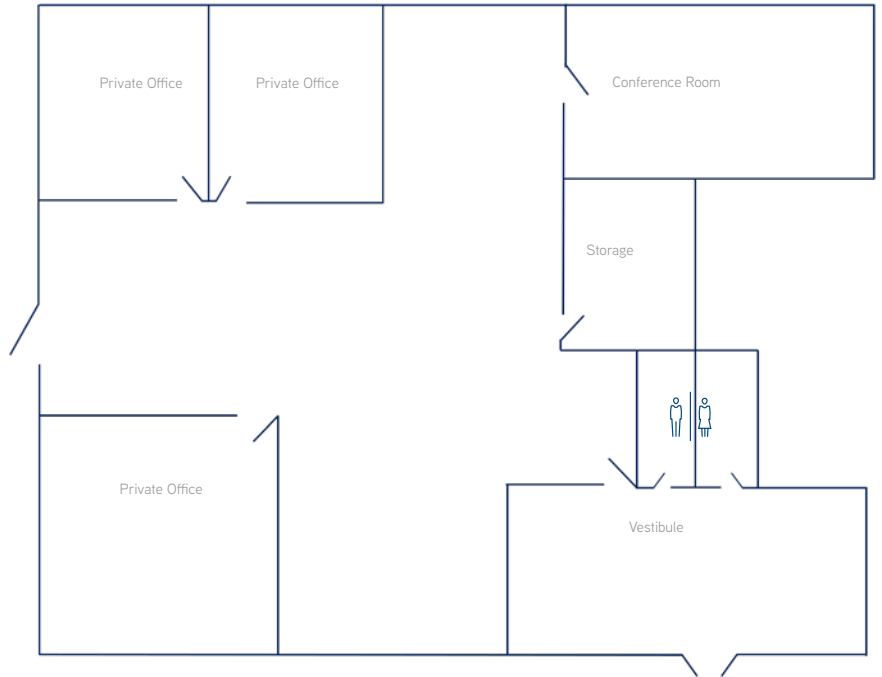 Private Office
Private Office
Conference Room
Storage
Private Office
Vestibule